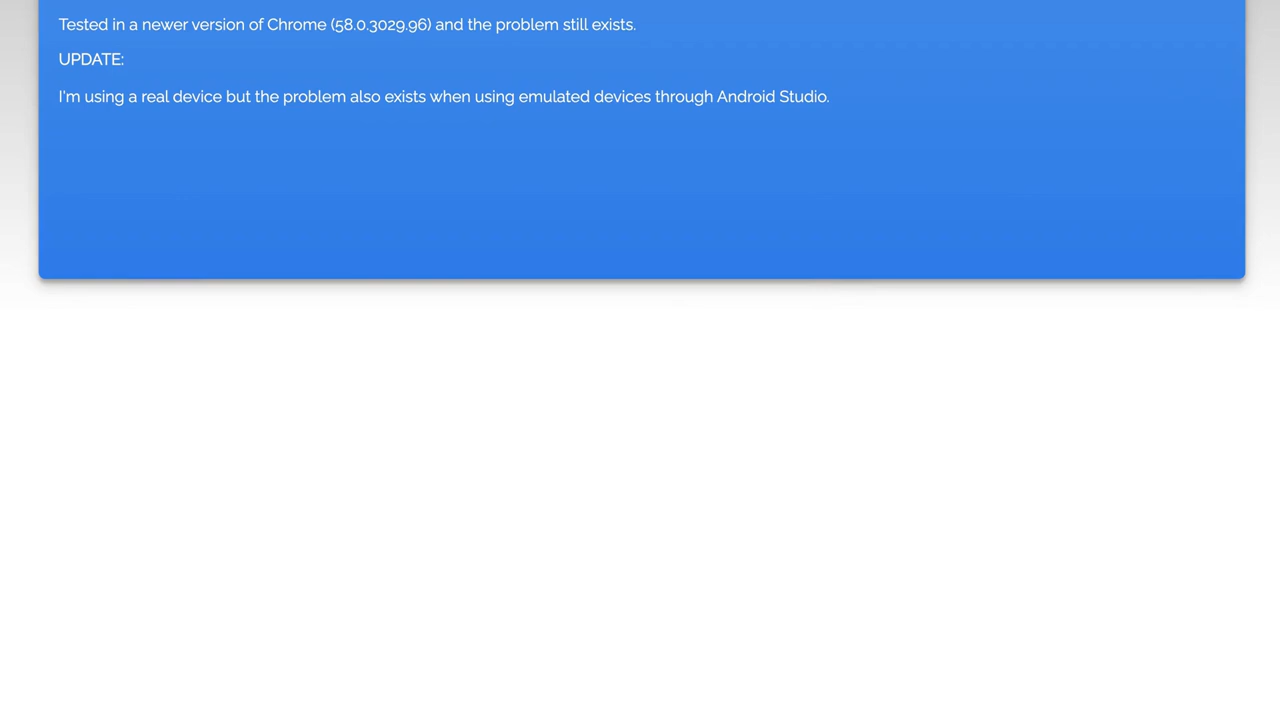 Tested in a newer version of Chrome (58.0.3029.96) and the problem still exists.
UPDATE:
I'm using a real device but the problem also exists when using emulated devices through Android Studio.